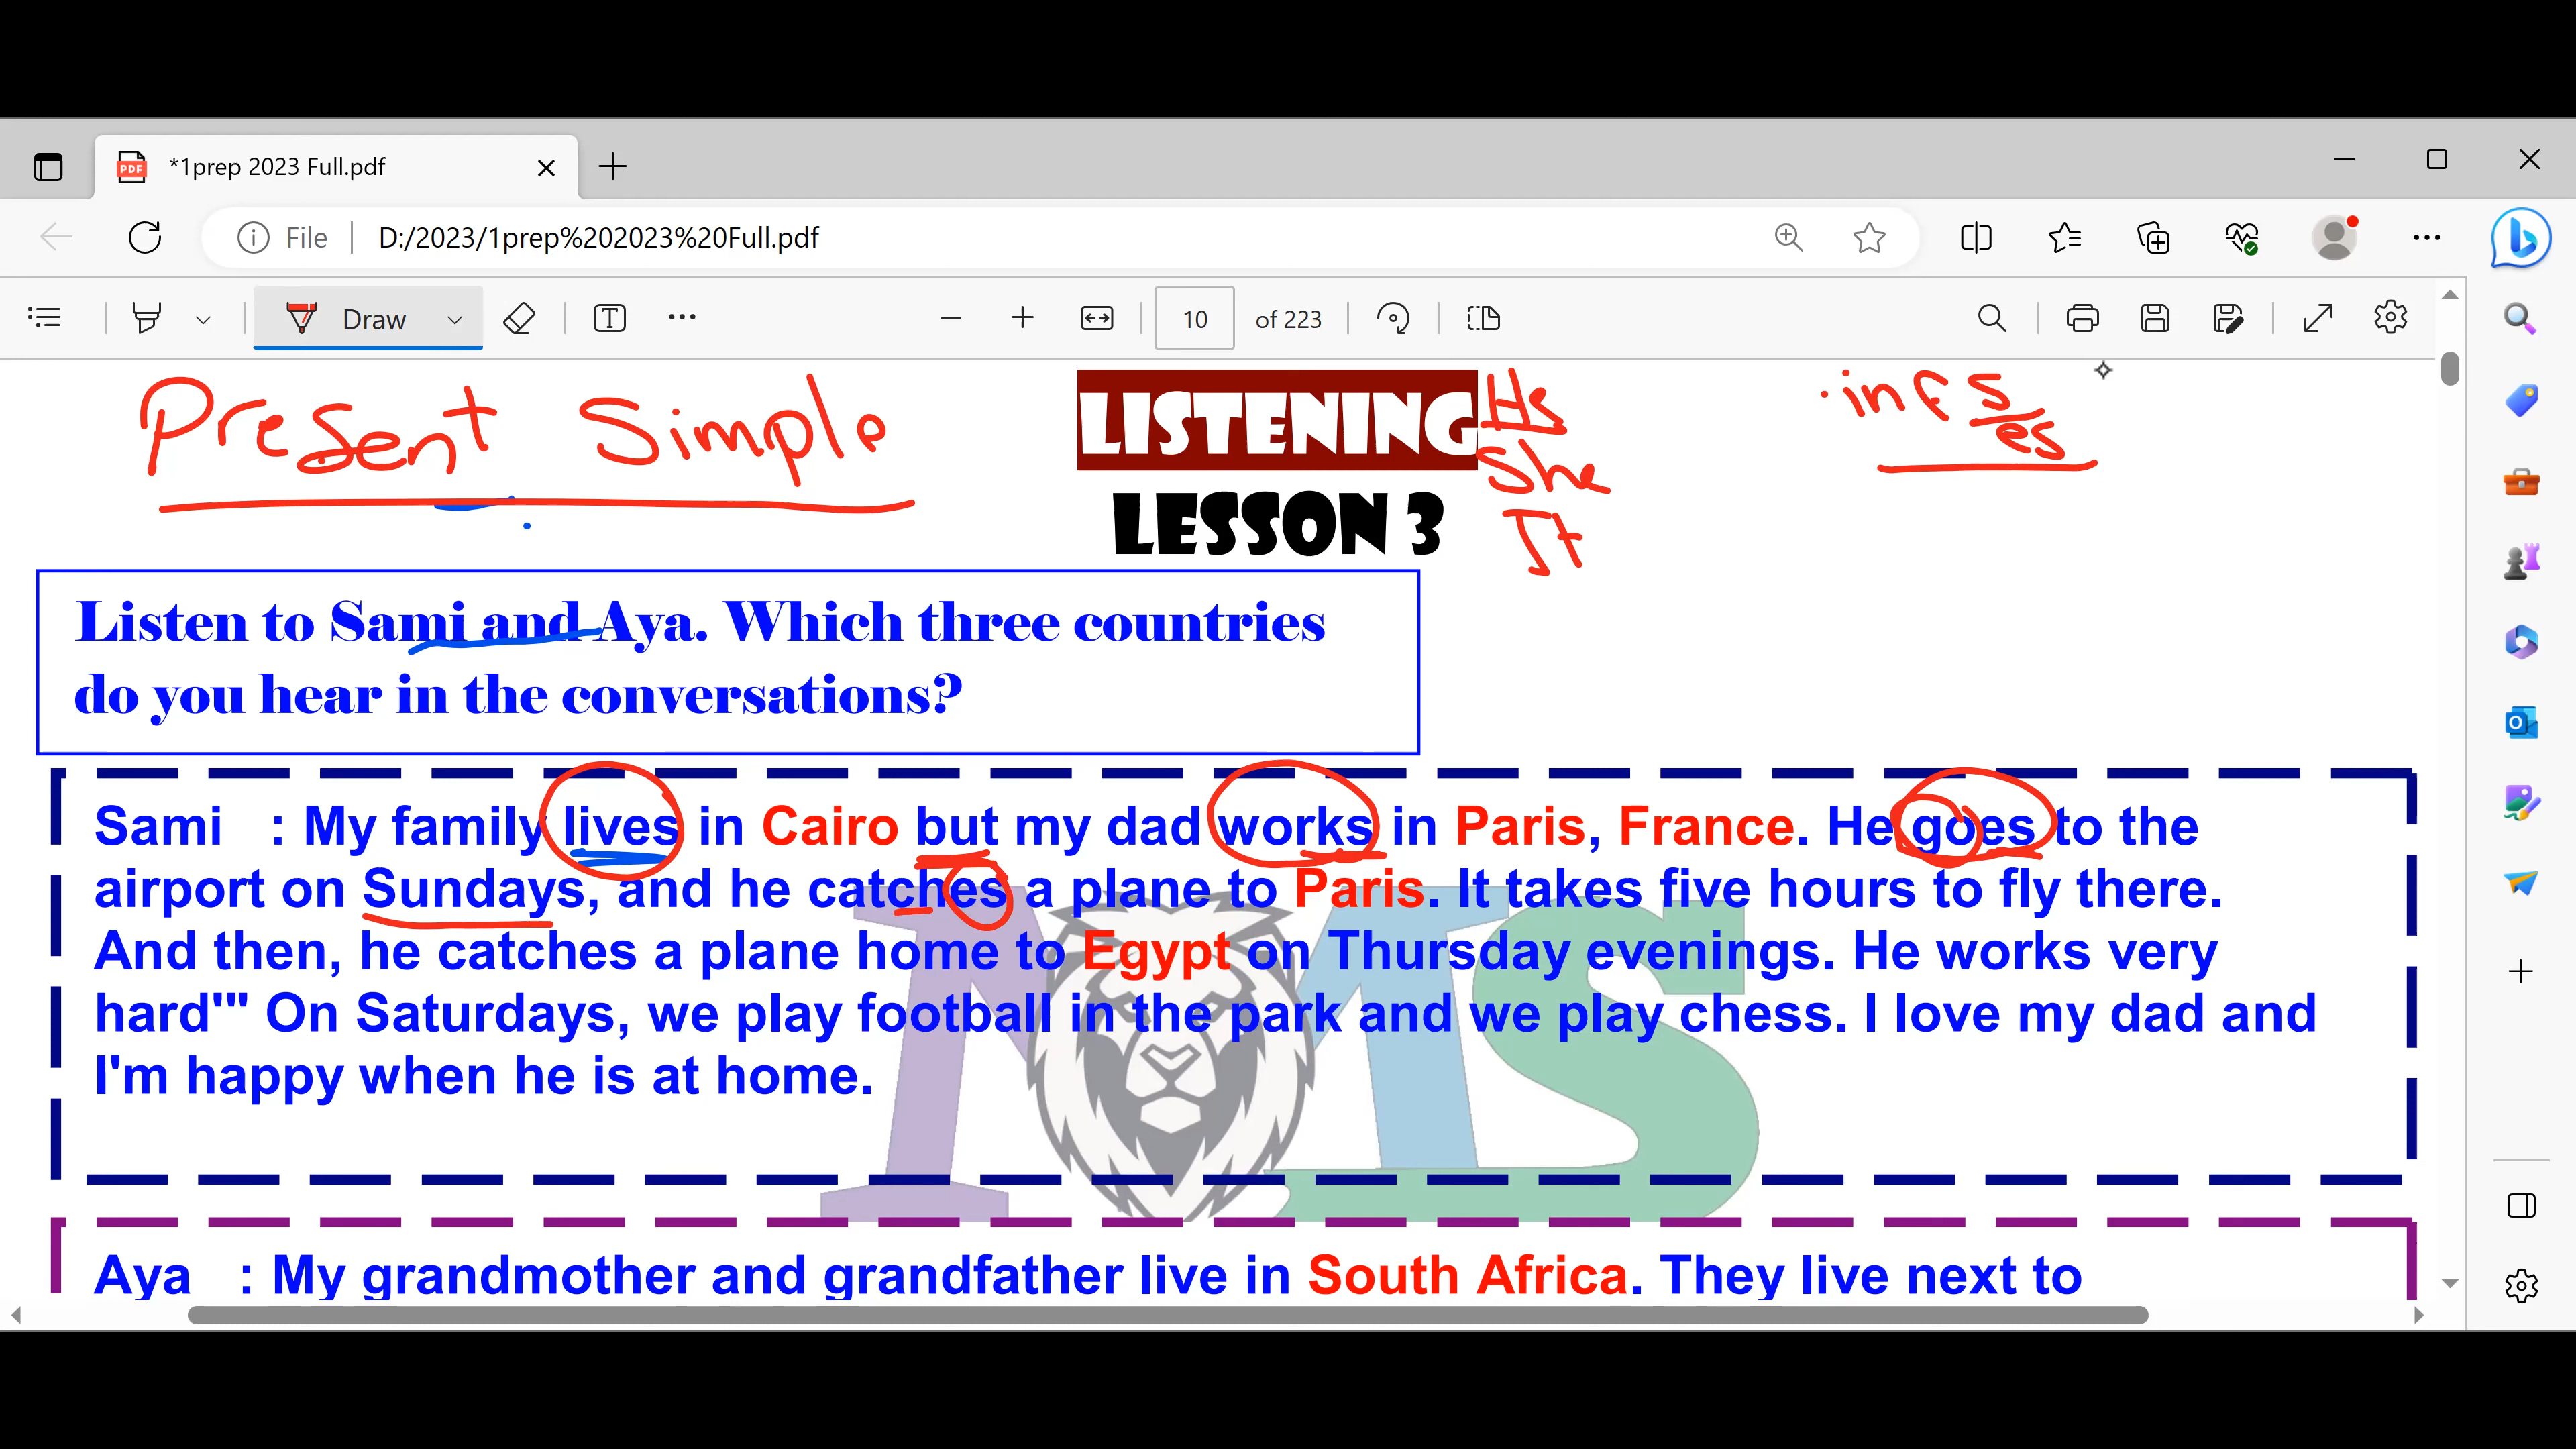 *1prep 2023 Full.pdf
File D:/2023/1prep%202023%20Full.pdf
Draw 10 of 223
Present Simple
LISTENING
LESSON 3
He
She
It
inf s
es
Listen to Sami and Aya. Which three countries
do you hear in the conversations?
Sami : My family lives in Cairo but my dad works in Paris, France. He goes to the
airport on Sundays, and he catches a plane to Paris. It takes five hours to fly there.
And then, he catches a plane home to Egypt on Thursday evenings. He works very
hard'" On Saturdays, we play football in the park and we play chess. I love my dad and
I'm happy when he is at home.
MS
Aya : My grandmother and grandfather live in South Africa. They live next to